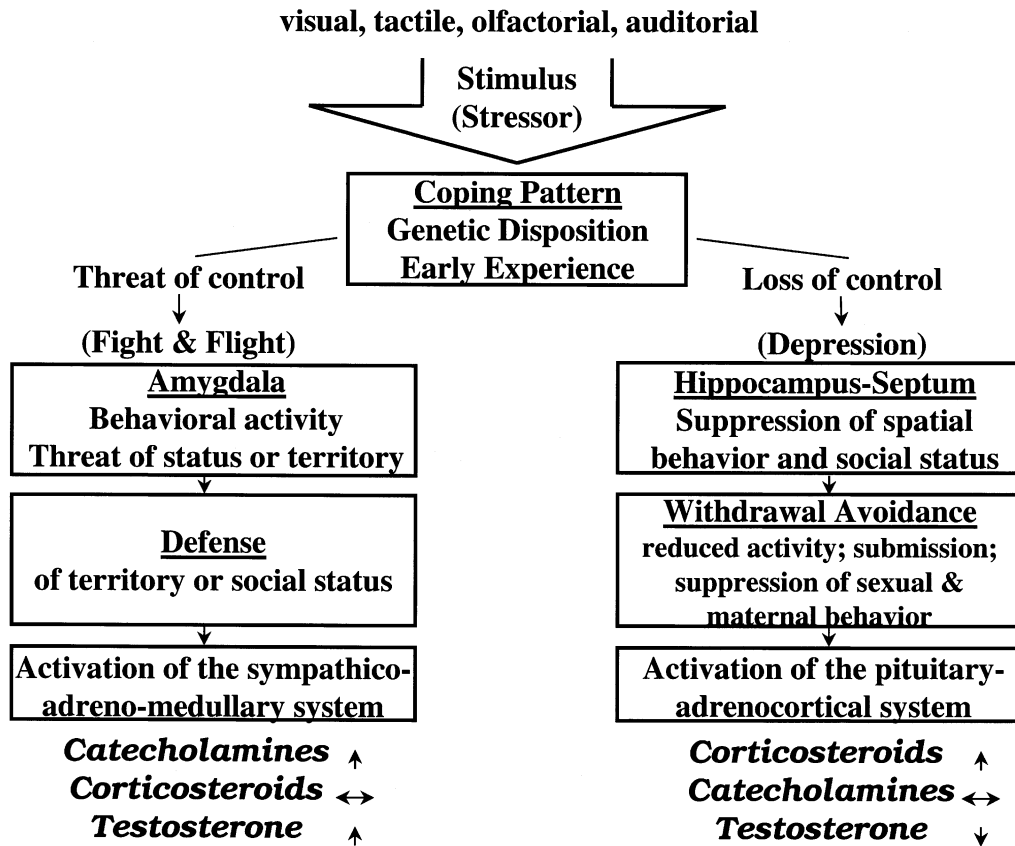 visual, tactile, olfactorial, auditorial
Stimulus
(Stressor)
Coping Pattern
Genetic Disposition
Early Experience
Threat of control
(Fight & Flight)
Amygdala
Behavioral activity
Threat of status or territory
Defense
of territory or social status
Activation of the sympathico-
adreno-medullary system
Catecholamines ↑
Corticosteroids ↔
Testosterone ↑
Loss of control
(Depression)
Hippocampus-Septum
Suppression of spatial
behavior and social status
Withdrawal Avoidance
reduced activity; submission;
suppression of sexual &
maternal behavior
Activation of the pituitary-
adrenocortical system
Corticosteroids ↑
Catecholamines ↔
Testosterone ↓